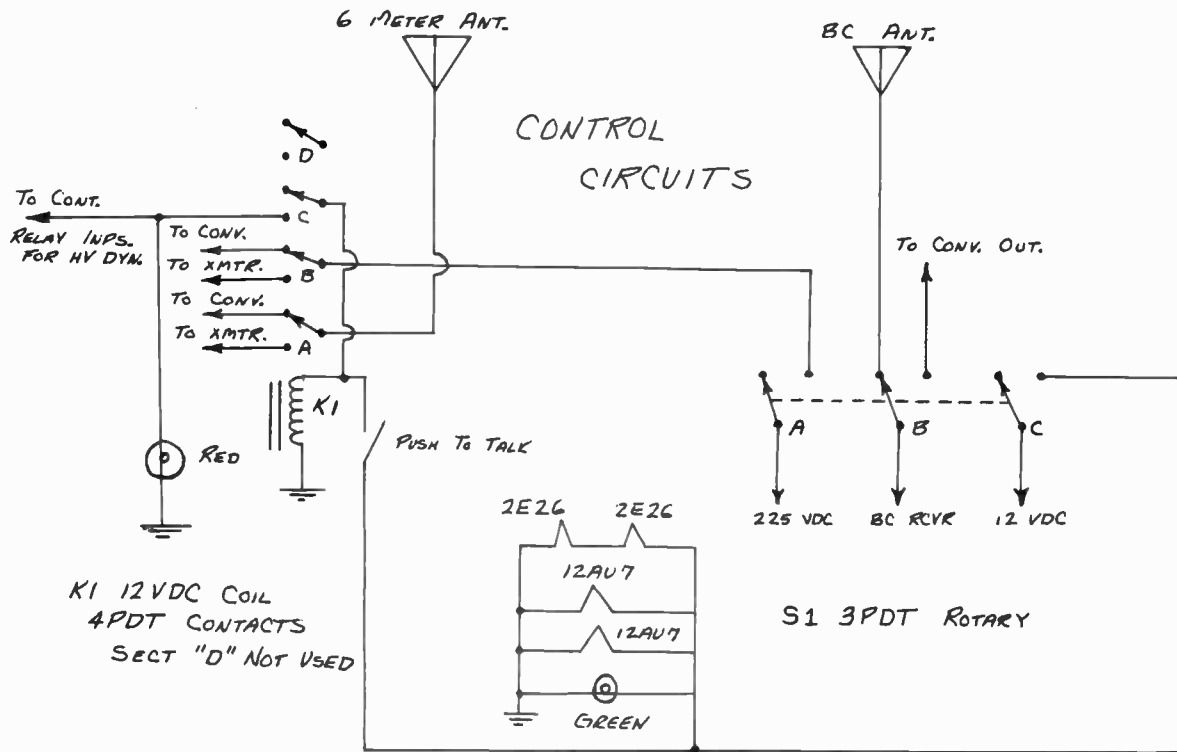 6 METER ANT.
BC ANT.
CONTROL
CIRCUITS
D
TO CONT.
RELAY INPS.
FOR HV DYN.
C
TO CONV.
TO XMTR.
B
TO CONV.
TO XMTR.
A
TO CONV. OUT.
K1
RED
PUSH TO TALK
A
B
C
225 VDC
BC RCVR
12 VDC
2E26
2E26
12AU7
12AU7
GREEN
K1 12VDC COIL
4PDT CONTACTS
SECT "D" NOT USED
S1 3PDT ROTARY